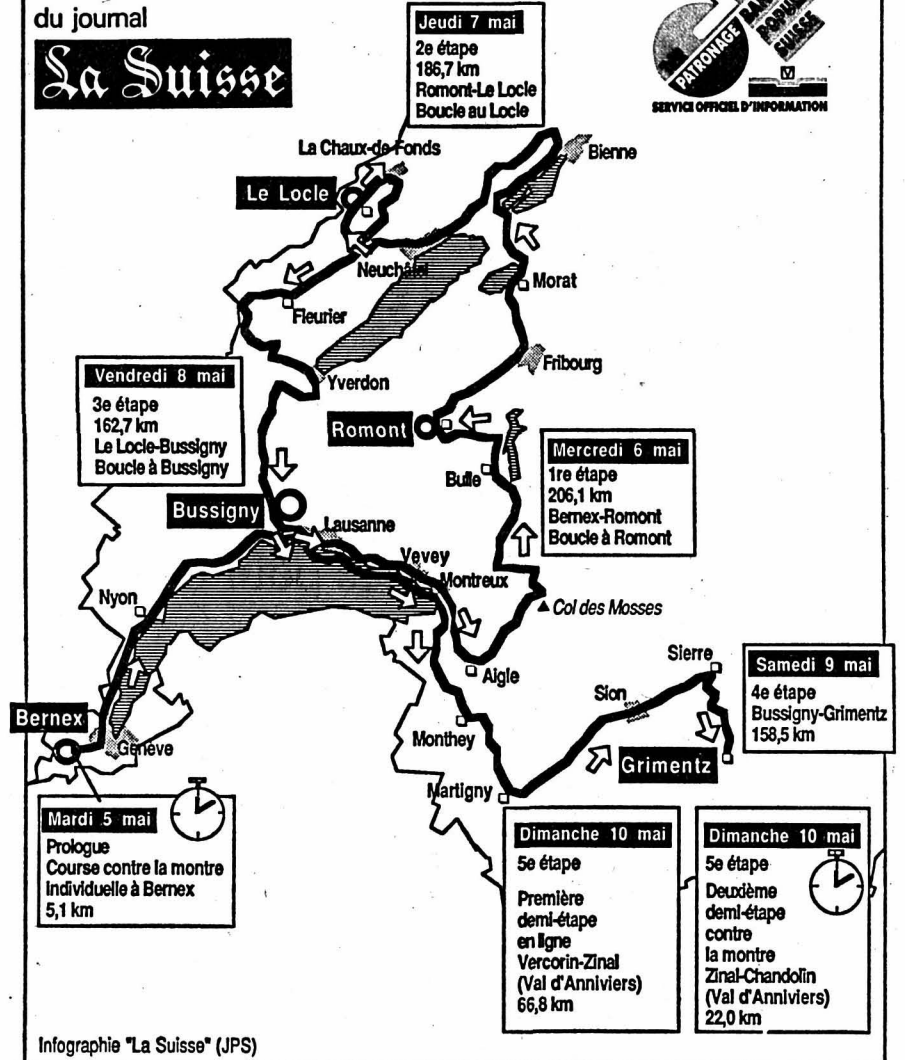 du journal
La Suisse
PATRONAGE
SUISSE
SERVICE OFFICIEL D'INFORMATION
Jeudi 7 mai
2e étape
186,7 km
Romont-Le Locle
Boucle au Locle
La Chaux-de Fonds
Bienne
Le Locle
Neuchâtel
Morat
Fleurier
Fribourg
Yverdon
Vendredi 8 mai
3e étape
162,7 km
Le Locle-Bussigny
Boucle à Bussigny
Romont
Bulle
Mercredi 6 mai
1re étape
206,1 km
Bernex-Romont
Boucle à Romont
Bussigny
Lausanne
Vevey
Montreux
Nyon
Col des Mosses
Aigle
Sierre
Sion
Samedi 9 mai
4e étape
Bussigny-Grimentz
158,5 km
Bernex
Genève
Monthey
Grimentz
Martigny
Mardi 5 mai
Prologue
Course contre la montre
Individuelle à Bernex
5,1 km
Dimanche 10 mai
5e étape
Première
demi-étape
en ligne
Vercorin-Zinal
(Val d'Anniviers)
66,8 km
Dimanche 10 mai
5e étape
Deuxième
demi-étape
contre
la montre
Zinal-Chandolin
(Val d'Anniviers)
22,0 km
Infographie "La Suisse" (JPS)